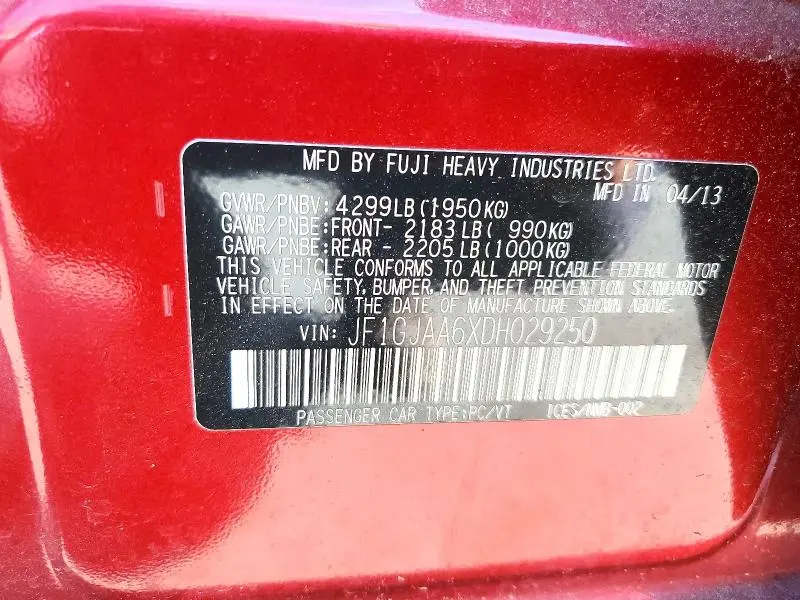 MFD BY FUJI HEAVY INDUSTRIES LTD.
MFD IN 04/13
GVWR/PNBV: 4299LB(1950KG)
GAWR/PNBE:FRONT- 2183LB( 990KG)
GAWR/PNBE:REAR - 2205LB(1000KG)
THIS VEHICLE CONFORMS TO ALL APPLICABLE FEDERAL MOTOR
VEHICLE SAFETY, BUMPER, AND THEFT PREVENTION STANDARDS
IN EFFECT ON THE DATE OF MANUFACTURE SHOWN ABOVE.
VIN: JF1GJAA6XDH029250
PASSENGER CAR TYPE:PC/VT ICES/NMB-002